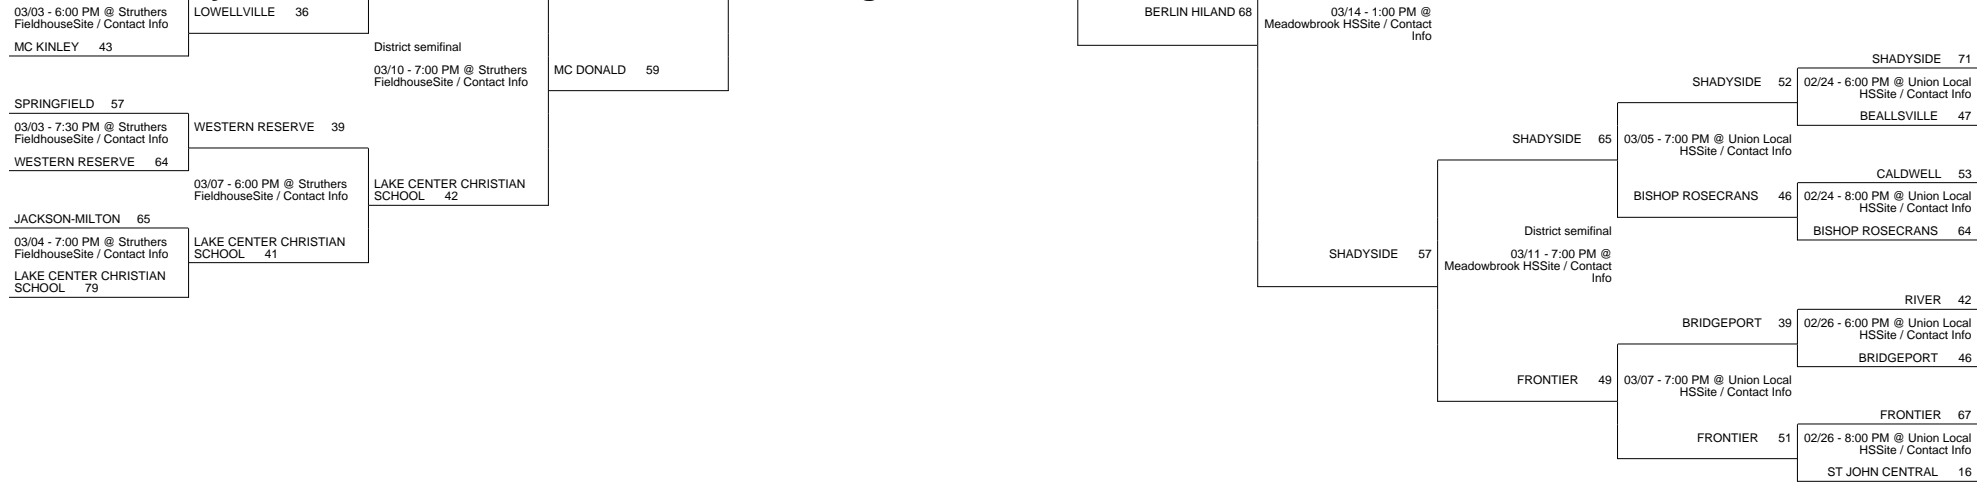 03/03 - 6:00 PM @ Struthers
FieldhouseSite / Contact Info
MC KINLEY 43
SPRINGFIELD 57
03/03 - 7:30 PM @ Struthers
FieldhouseSite / Contact Info
WESTERN RESERVE 64
JACKSON-MILTON 65
03/04 - 7:00 PM @ Struthers
FieldhouseSite / Contact Info
LAKE CENTER CHRISTIAN
SCHOOL 79
LOWELLVILLE 36
WESTERN RESERVE 39
03/07 - 6:00 PM @ Struthers
FieldhouseSite / Contact Info
LAKE CENTER CHRISTIAN
SCHOOL 41
District semifinal
03/10 - 7:00 PM @ Struthers
FieldhouseSite / Contact Info
LAKE CENTER CHRISTIAN
SCHOOL 42
MC DONALD 59
BERLIN HILAND 68
03/14 - 1:00 PM @
Meadowbrook HSSite / Contact
Info
SHADYSIDE 57
District semifinal
03/11 - 7:00 PM @
Meadowbrook HSSite / Contact
Info
SHADYSIDE 65
FRONTIER 49
SHADYSIDE 52
03/05 - 7:00 PM @ Union Local
HSSite / Contact Info
BISHOP ROSECRANS 46
BRIDGEPORT 39
03/07 - 7:00 PM @ Union Local
HSSite / Contact Info
FRONTIER 51
SHADYSIDE 71
02/24 - 6:00 PM @ Union Local
HSSite / Contact Info
BEALLSVILLE 47
CALDWELL 53
02/24 - 8:00 PM @ Union Local
HSSite / Contact Info
BISHOP ROSECRANS 64
RIVER 42
02/26 - 6:00 PM @ Union Local
HSSite / Contact Info
BRIDGEPORT 46
FRONTIER 67
02/26 - 8:00 PM @ Union Local
HSSite / Contact Info
ST JOHN CENTRAL 16